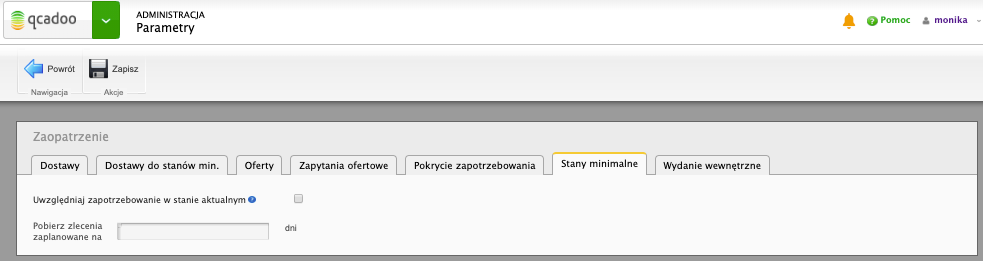 qcadoo
ADMINISTRACJA
Parametry
Pomoc
monika
Powrót
Zapisz
Nawigacja
Akcje
Zaopatrzenie
Dostawy
Dostawy do stanów min.
Oferty
Zapytania ofertowe
Pokrycie zapotrzebowania
Stany minimalne
Wydanie wewnętrzne
Uwzględniaj zapotrzebowanie w stanie aktualnym
Pobierz zlecenia
zaplanowane na
dni